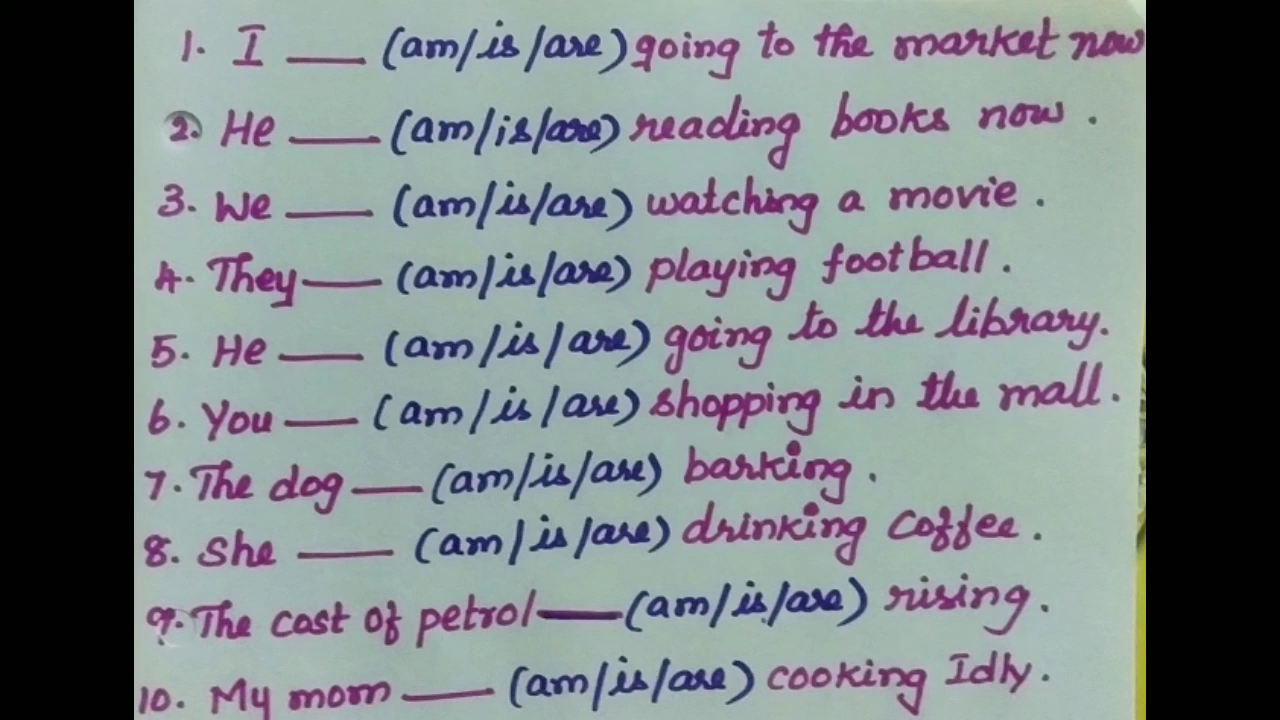 1. I ___ (am/is/are) going to the market now
2. He ___ (am/is/are) reading books now.
3. We ___ (am/is/are) watching a movie.
4. They ___ (am/is/are) playing football.
5. He ___ (am/is/are) going to the library.
6. You ___ (am/is/are) shopping in the mall.
7. The dog ___ (am/is/are) barking.
8. She ___ (am/is/are) drinking coffee.
9. The cost of petrol ___ (am/is/are) rising.
10. My mom ___ (am/is/are) cooking Idly.